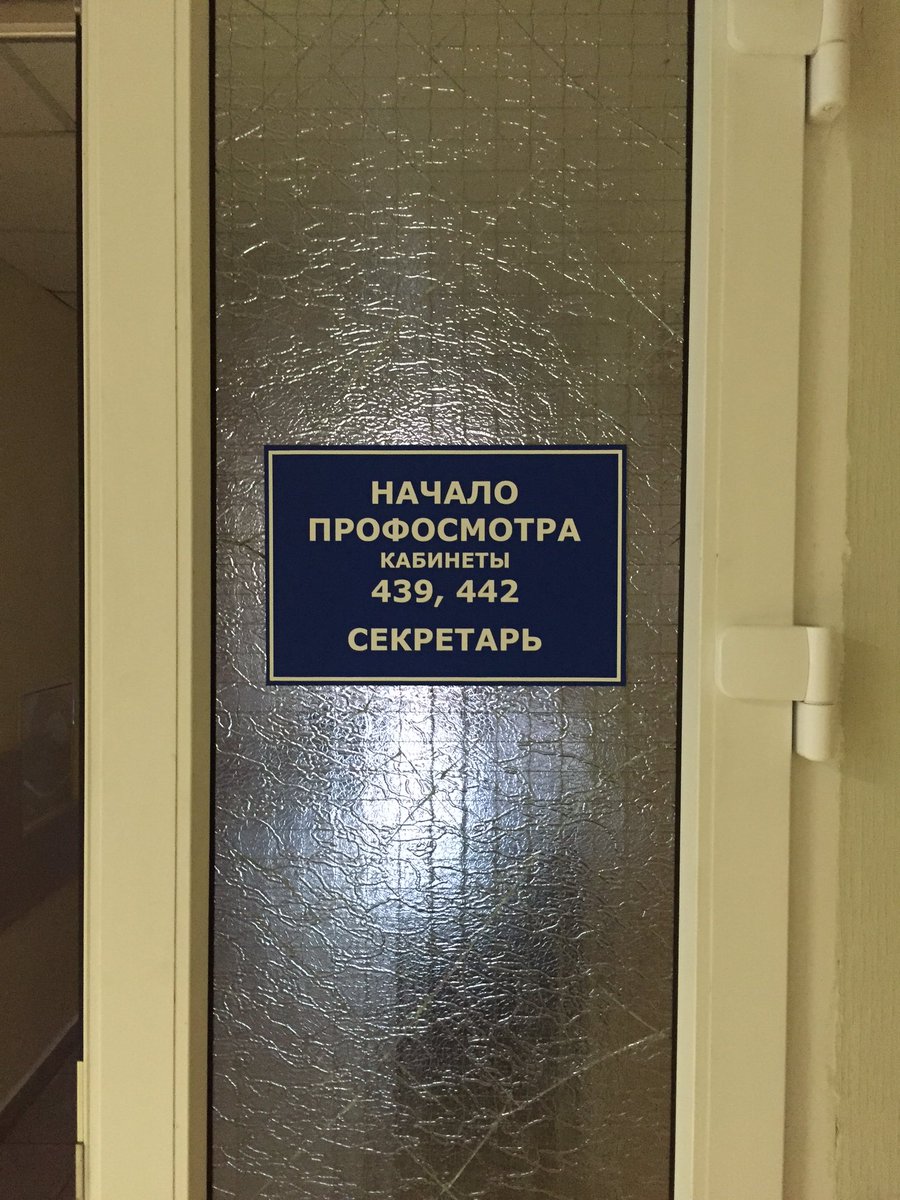 НАЧАЛО
ПРОФОСМОТРА
КАБИНЕТЫ
439, 442
СЕКРЕТАРЬ